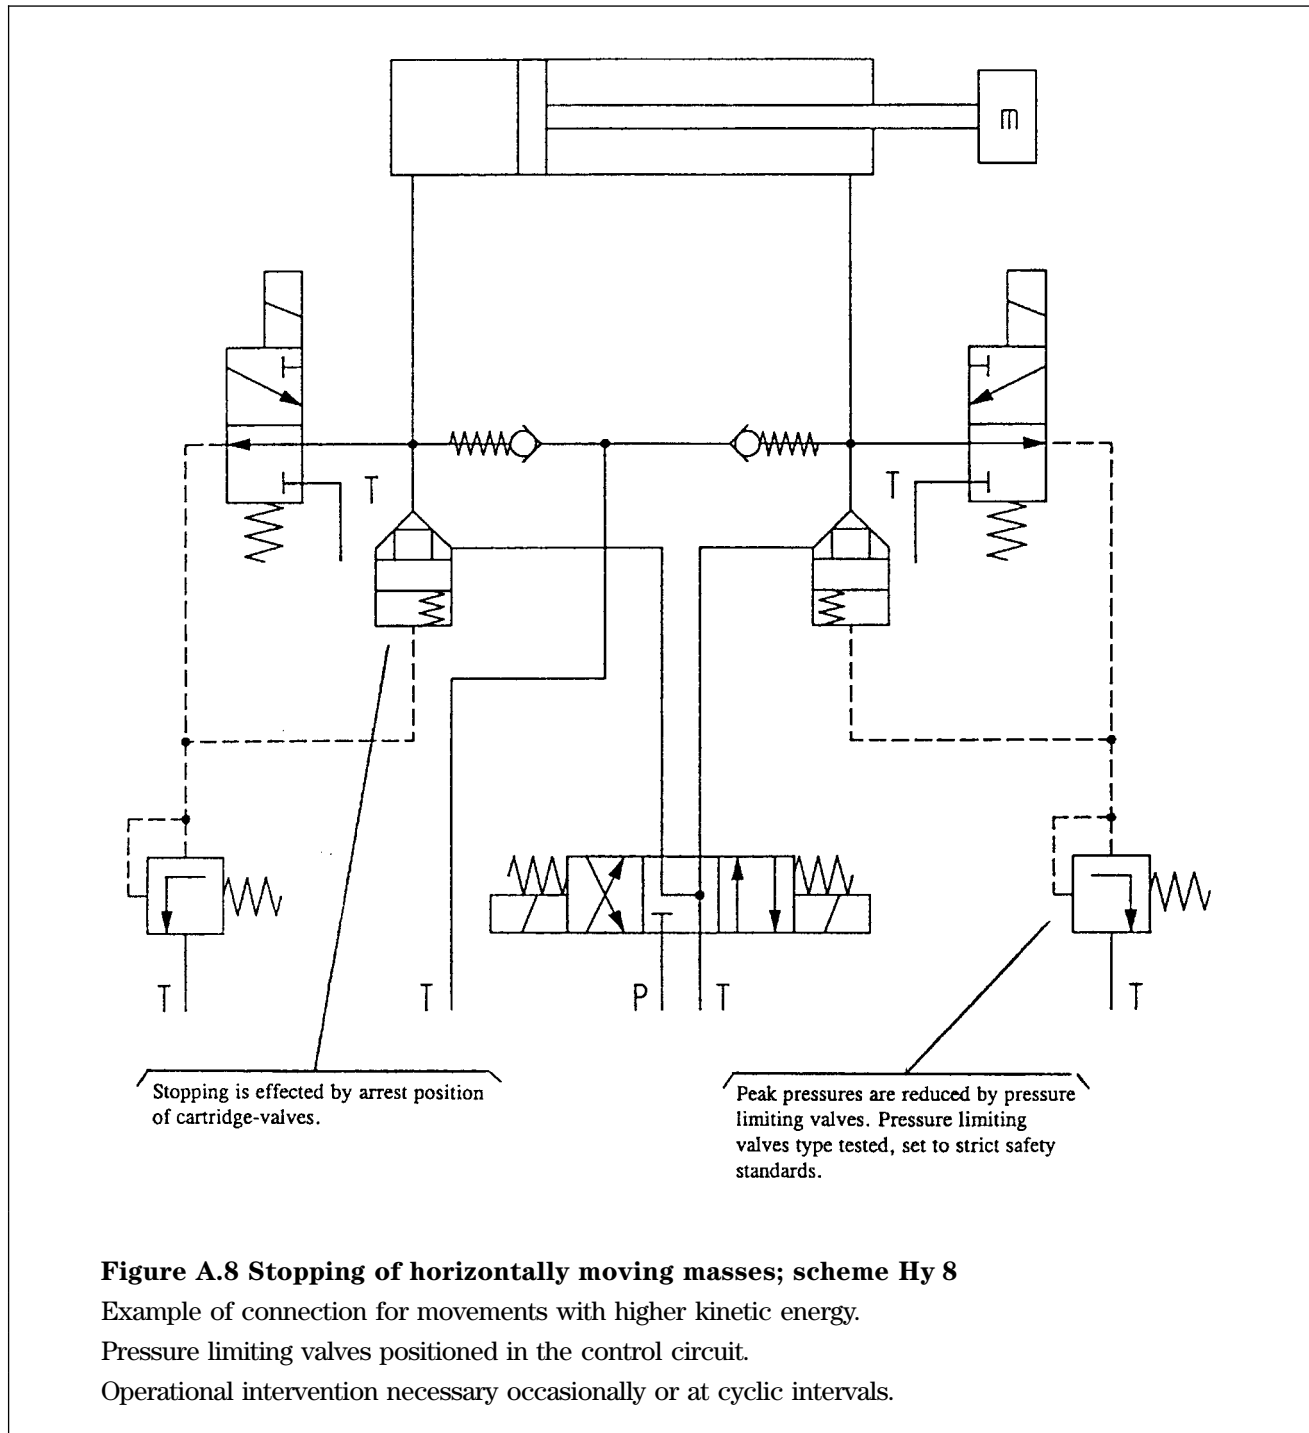 m
T
T
T
T
P
T
T
Stopping is effected by arrest position
of cartridge-valves.
Peak pressures are reduced by pressure
limiting valves. Pressure limiting
valves type tested, set to strict safety
standards.
Figure A.8 Stopping of horizontally moving masses; scheme Hy 8
Example of connection for movements with higher kinetic energy.
Pressure limiting valves positioned in the control circuit.
Operational intervention necessary occasionally or at cyclic intervals.